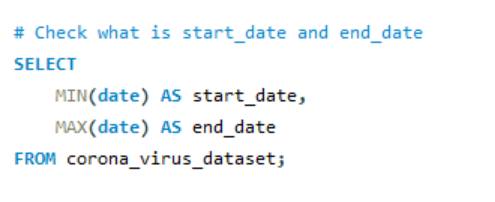 # Check what is start_date and end_date
SELECT
    MIN(date) AS start_date,
    MAX(date) AS end_date
FROM corona_virus_dataset;